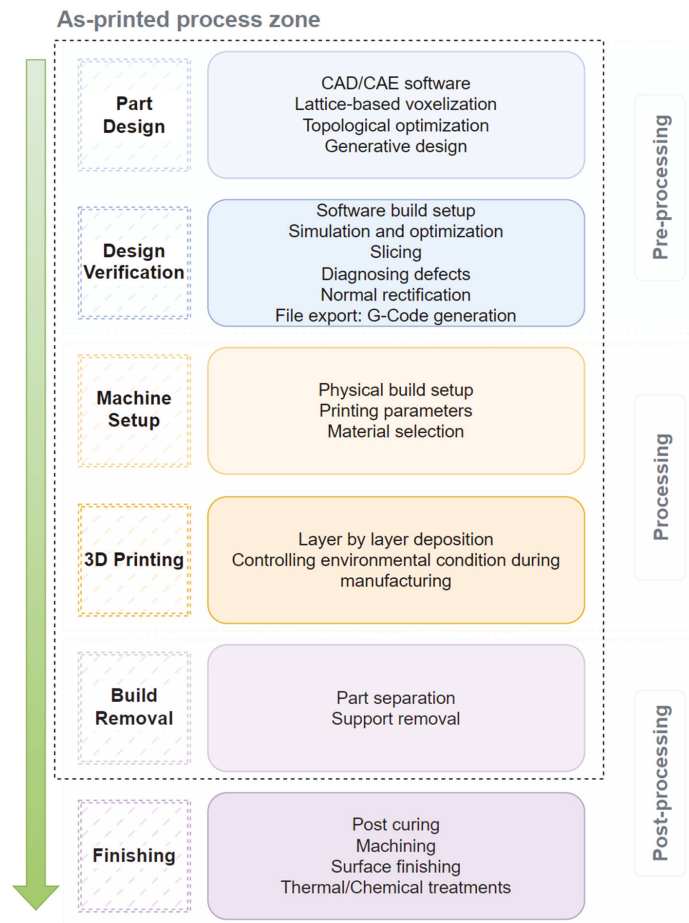 As-printed process zone
Part
Design
CAD/CAE software
Lattice-based voxelization
Topological optimization
Generative design
Pre-processing
Design
Verification
Software build setup
Simulation and optimization
Slicing
Diagnosing defects
Normal rectification
File export: G-Code generation
Machine
Setup
Physical build setup
Printing parameters
Material selection
Processing
3D Printing
Layer by layer deposition
Controlling environmental condition during
manufacturing
Build
Removal
Part separation
Support removal
Post-processing
Finishing
Post curing
Machining
Surface finishing
Thermal/Chemical treatments